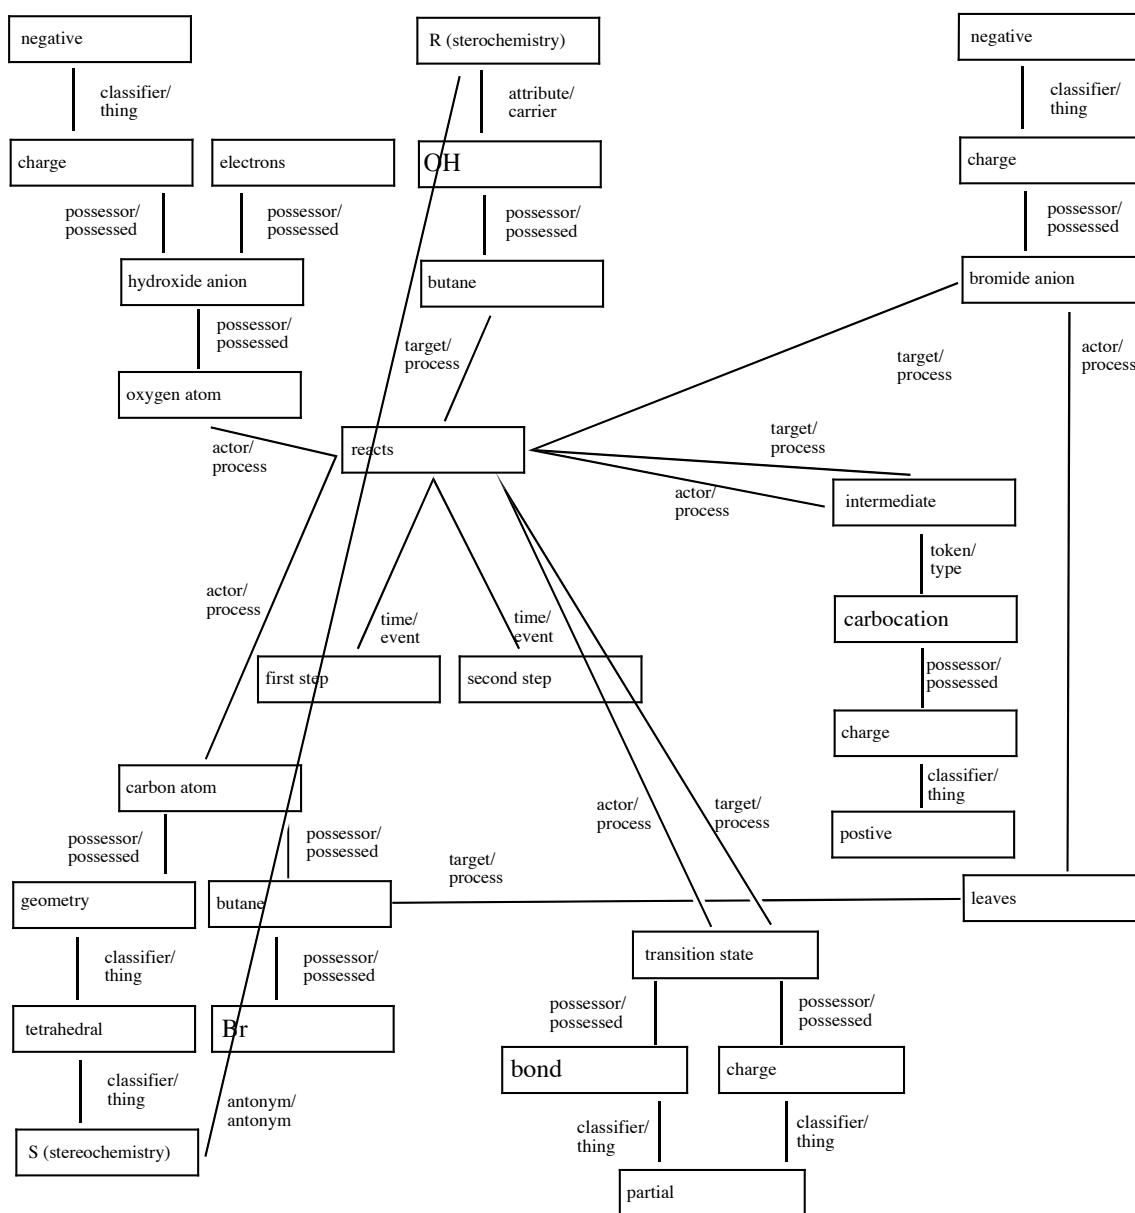 negative
R (sterochemistry)
negative
classifier/
thing
attribute/
carrier
classifier/
thing
charge
electrons
OH
charge
possessor/
possessed
possessor/
possessed
possessor/
possessed
possessor/
possessed
hydroxide anion
butane
bromide anion
possessor/
possessed
target/
process
target/
process
actor/
process
oxygen atom
actor/
process
reacts
target/
process
actor/
process
intermediate
token/
type
actor/
process
time/
event
time/
event
carbocation
first step
second step
possessor/
possessed
charge
carbon atom
actor/
process
target/
process
classifier/
thing
postive
possessor/
possessed
possessor/
possessed
target/
process
geometry
butane
leaves
transition state
classifier/
thing
possessor/
possessed
possessor/
possessed
possessor/
possessed
tetrahedral
Br
bond
charge
classifier/
thing
antonym/
antonym
classifier/
thing
classifier/
thing
S (stereochemistry)
partial